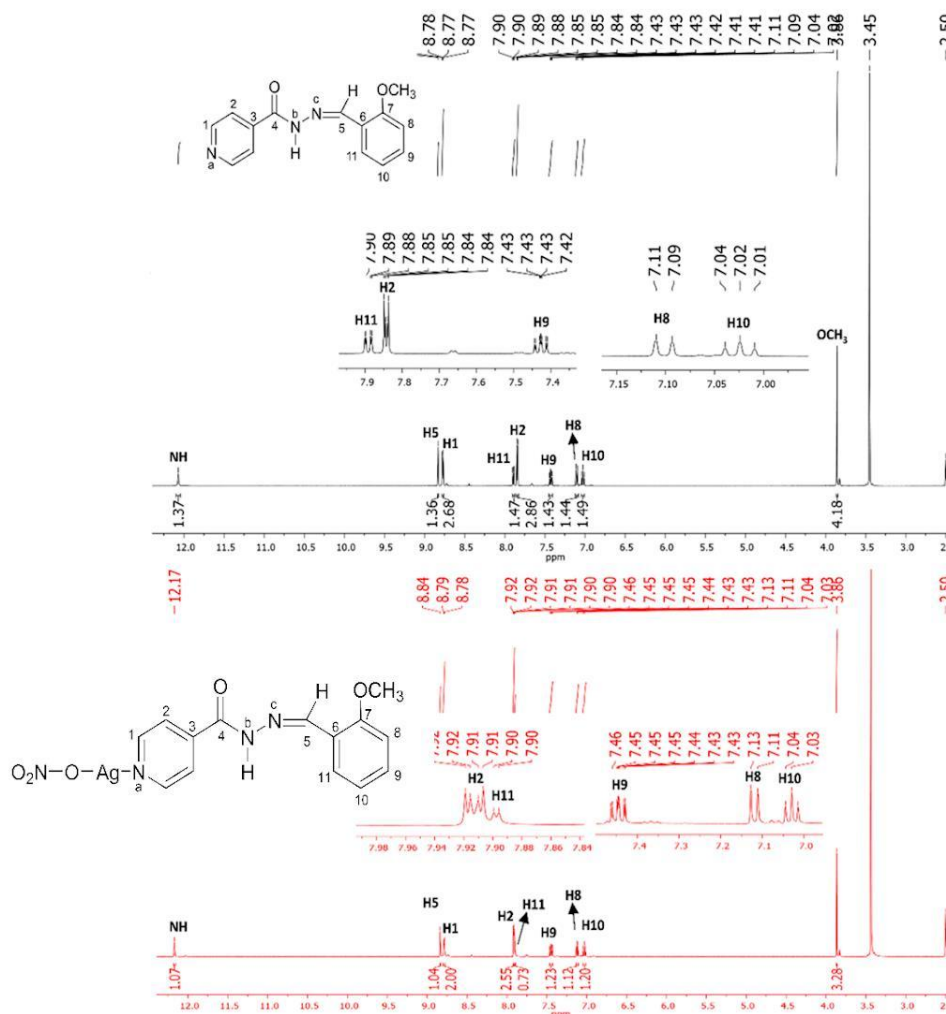 8.78 8.77 8.77 7.90 7.90 7.89 7.88 7.85 7.85 7.84 7.84 7.43 7.43 7.43 7.42 7.41 7.41 7.11 7.09 7.04 7.02 3.86 3.45 2.50
O H OCH3
2 N c 7
1 3 4 N b 5 6 8
N a H 11 9
10
7.90 7.89 7.88 7.85 7.85 7.84 7.84 7.43 7.43 7.43 7.42 7.11 7.09 7.04 7.02 7.01
H2
H11 H9 H8 H10
OCH3
7.9 7.8 7.7 7.6 7.5 7.4 7.15 7.10 7.05 7.00
NH H5 H1 H11 H2 H9 H8 H10
1.37 1.36 2.68 1.47 2.86 1.43 1.44 1.49 4.18
12.0 11.5 11.0 10.5 10.0 9.5 9.0 8.5 8.0 7.5 7.0 6.5 6.0 5.5 5.0 4.5 4.0 3.5 3.0 2.5
ppm
12.17 8.84 8.79 8.78 7.92 7.92 7.91 7.91 7.90 7.90 7.46 7.45 7.45 7.45 7.44 7.43 7.43 7.13 7.11 7.04 7.03 3.86 2.50
O H OCH3
2 N c 7
1 3 4 N b 5 6 8
O2N-O-Ag-N a H 11 9
10
7.92 7.92 7.91 7.91 7.90 7.90 7.46 7.45 7.45 7.45 7.44 7.43 7.43 7.13 7.11 7.04 7.03
H2 H11 H9 H8 H10
7.98 7.96 7.94 7.92 7.90 7.88 7.86 7.84 7.4 7.3 7.2 7.1 7.0
NH H5 H1 H2 H11 H9 H8 H10
1.07 1.04 2.00 2.55 0.73 1.23 1.12 1.20 3.28
12.0 11.5 11.0 10.5 10.0 9.5 9.0 8.5 8.0 7.5 7.0 6.5 6.0 5.5 5.0 4.5 4.0 3.5 3.0
ppm